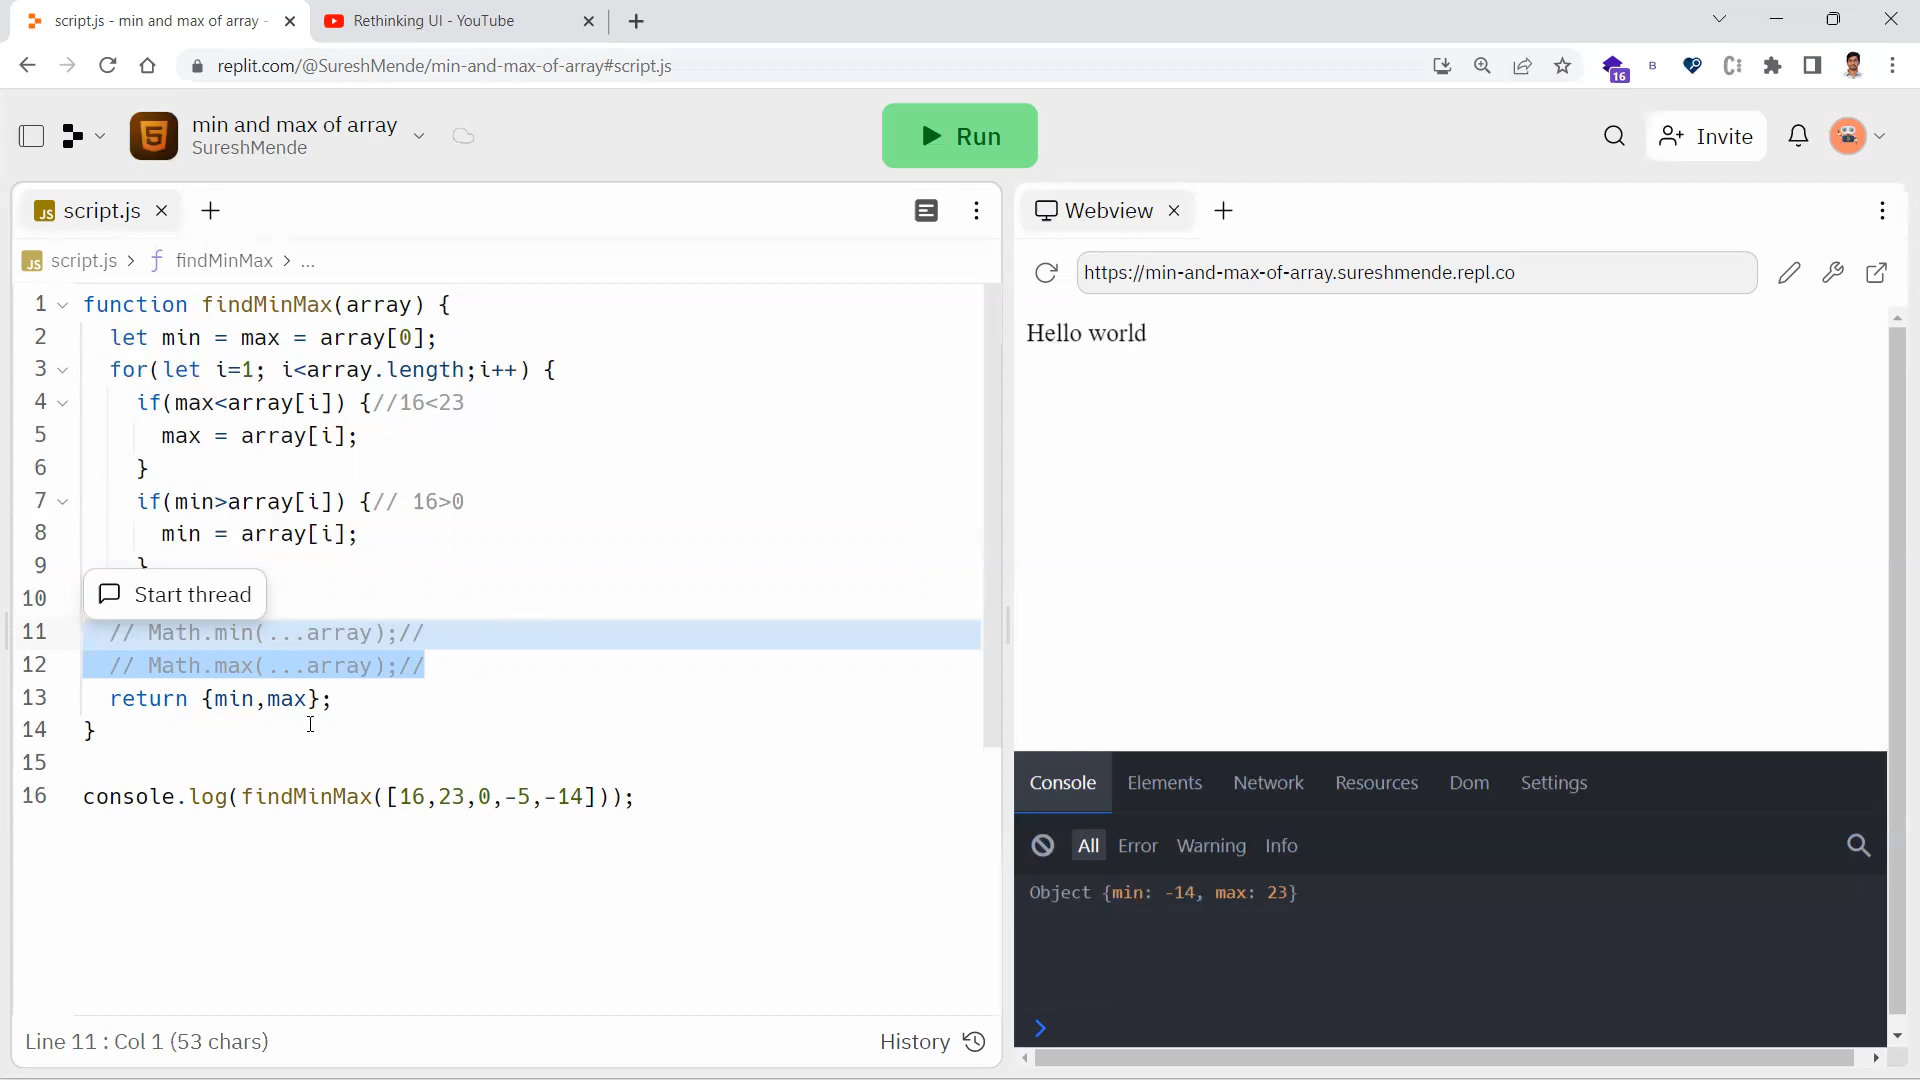 script.js - min and max of array -
Rethinking UI - YouTube
replit.com/@SureshMende/min-and-max-of-array#script.js
16
B
min and max of array
SureshMende
Run
Invite
JS script.js
Webview
JS script.js > findMinMax > ...
https://min-and-max-of-array.sureshmende.repl.co
Hello world
1 function findMinMax(array) {
2 let min = max = array[0];
3 for(let i=1; i<array.length;i++) {
4 if(max<array[i]) {//16<23
5 max = array[i];
6 }
7 if(min>array[i]) {// 16>0
8 min = array[i];
9 }
10
Start thread
11 // Math.min(...array);//
12 // Math.max(...array);//
13 return {min,max};
14 }
15
16 console.log(findMinMax([16,23,0,-5,-14]));
Console Elements Network Resources Dom Settings
All Error Warning Info
Object {min: -14, max: 23}
Line 11 : Col 1 (53 chars)
History